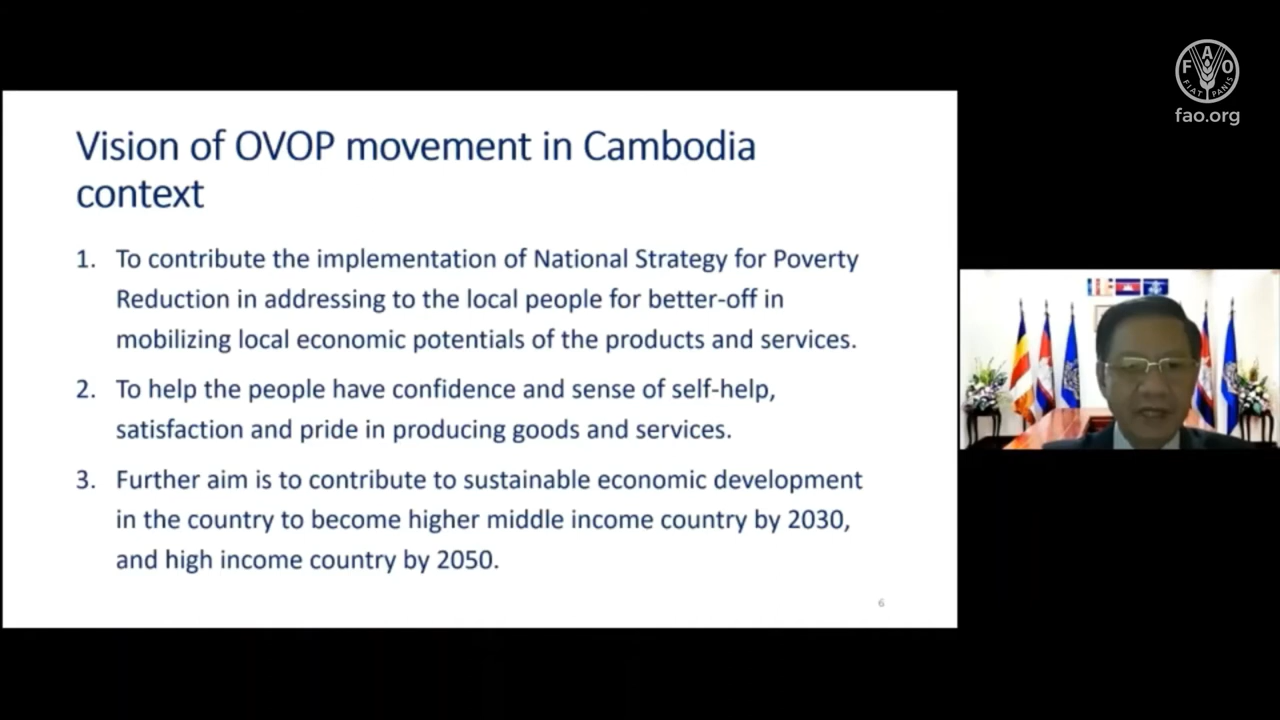 Vision of OVOP movement in Cambodia
context
1. To contribute the implementation of National Strategy for Poverty
Reduction in addressing to the local people for better-off in
mobilizing local economic potentials of the products and services.
2. To help the people have confidence and sense of self-help,
satisfaction and pride in producing goods and services.
3. Further aim is to contribute to sustainable economic development
in the country to become higher middle income country by 2030,
and high income country by 2050.
6
F A O
FIAT PANIS
fao.org